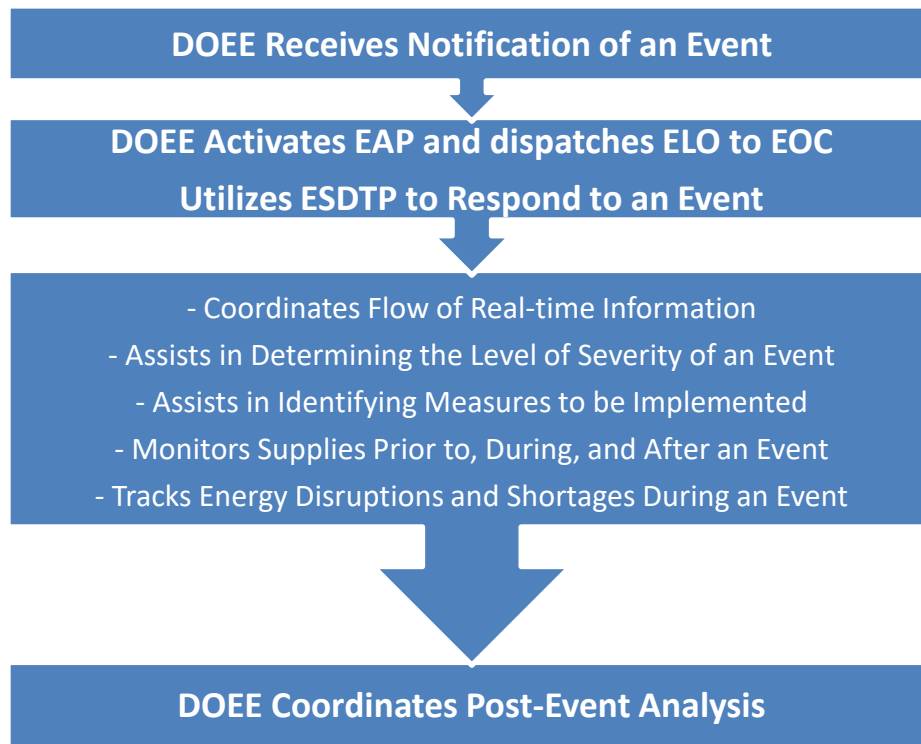 DOEE Receives Notification of an Event
DOEE Activates EAP and dispatches ELO to EOC
Utilizes ESDTP to Respond to an Event
- Coordinates Flow of Real-time Information
- Assists in Determining the Level of Severity of an Event
- Assists in Identifying Measures to be Implemented
- Monitors Supplies Prior to, During, and After an Event
- Tracks Energy Disruptions and Shortages During an Event
DOEE Coordinates Post-Event Analysis